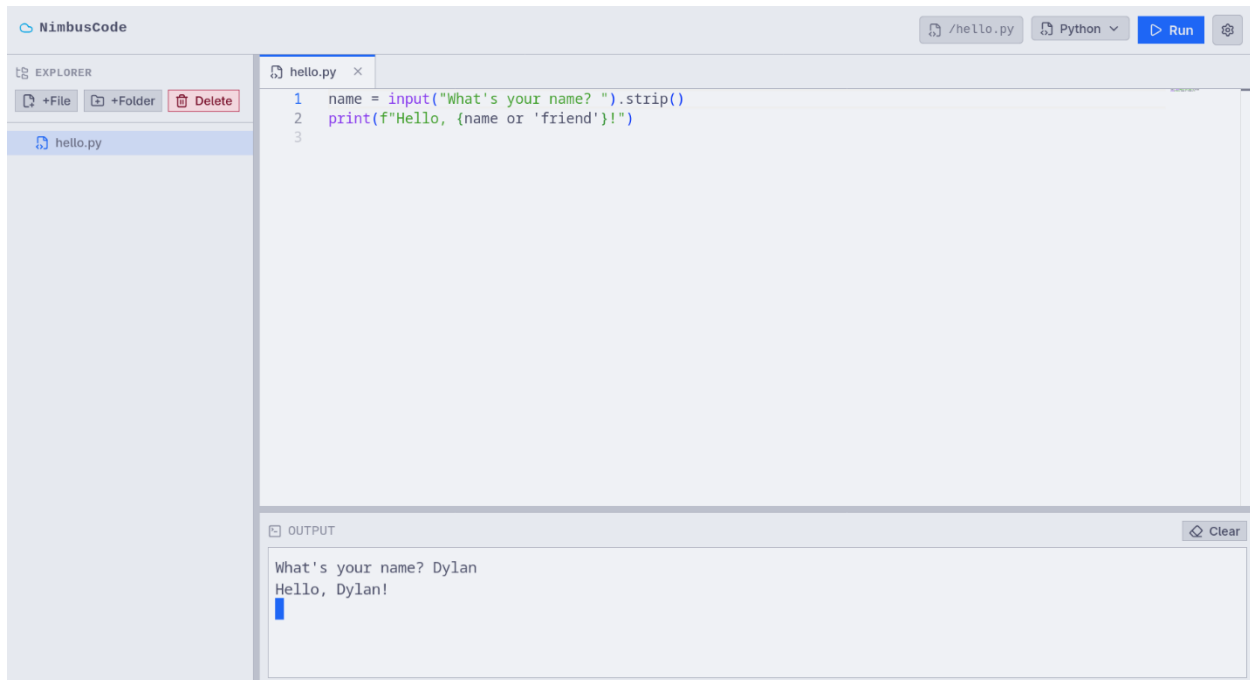 NimbusCode
/hello.py
Python
Run
EXPLORER
+File +Folder Delete
hello.py
hello.py ×
1 name = input("What's your name? ").strip()
2 print(f"Hello, {name or 'friend'}!")
3
OUTPUT
Clear
What's your name? Dylan
Hello, Dylan!